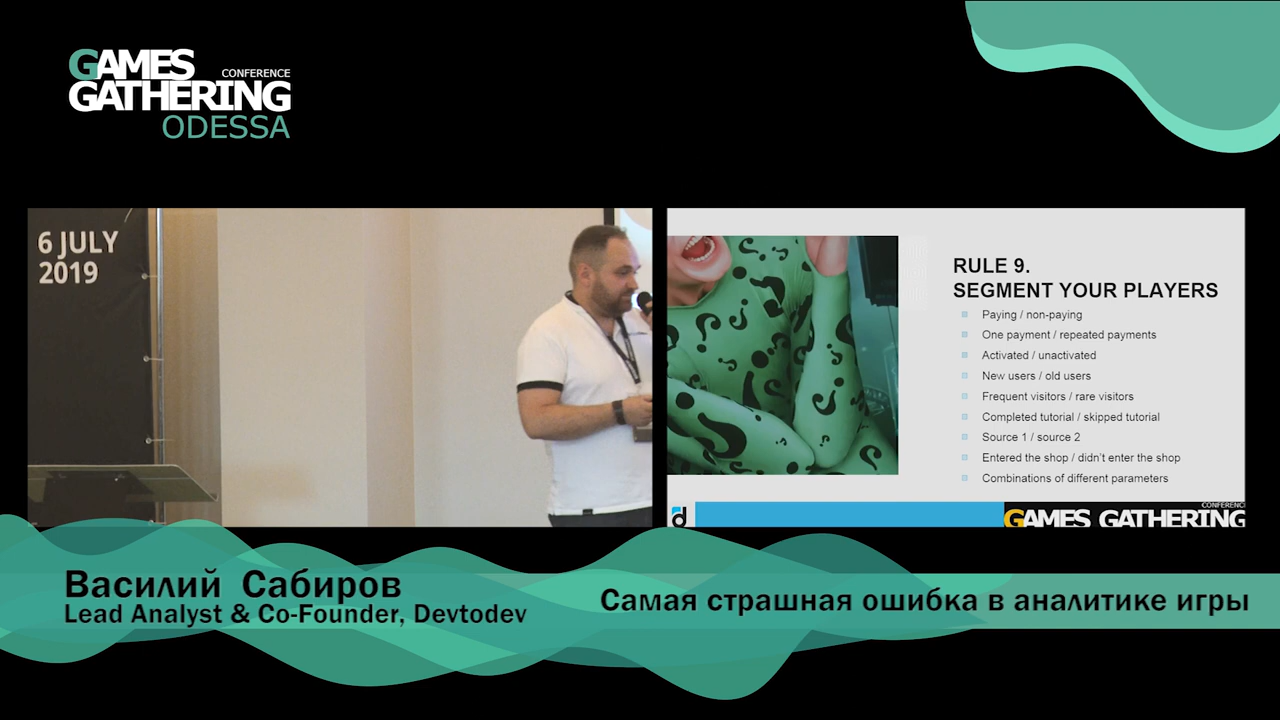 GAMES
CONFERENCE
GATHERING
ODESSA
6 JULY
2019
RULE 9.
SEGMENT YOUR PLAYERS
Paying / non-paying
One payment / repeated payments
Activated / unactivated
New users / old users
Frequent visitors / rare visitors
Completed tutorial / skipped tutorial
Source 1 / source 2
Entered the shop / didn't enter the shop
Combinations of different parameters
d
CONFERENCE
GAMES GATHERING
Василий Сабиров
Lead Analyst & Co-Founder, Devtodev
Самая страшная ошибка в аналитике игры